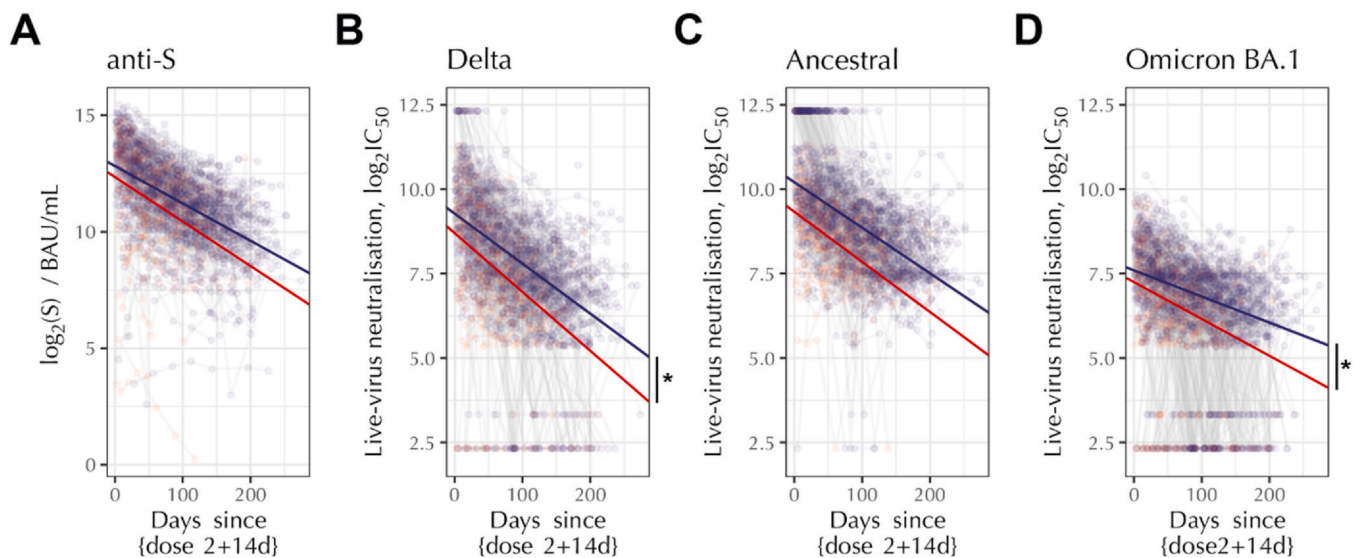 A
anti-S
log₂(S) / BAU/mL
15
10
5
0
0 100 200
Days since
{dose 2+14d}
B
Delta
Live-virus neutralisation, log₂IC₅₀
12.5
10.0
7.5
5.0
2.5
*
0 100 200
Days since
{dose 2+14d}
C
Ancestral
Live-virus neutralisation, log₂IC₅₀
12.5
10.0
7.5
5.0
2.5
0 100 200
Days since
{dose 2+14d}
D
Omicron BA.1
Live-virus neutralisation, log₂IC₅₀
12.5
10.0
7.5
5.0
2.5
*
0 100 200
Days since
{dose2+14d}